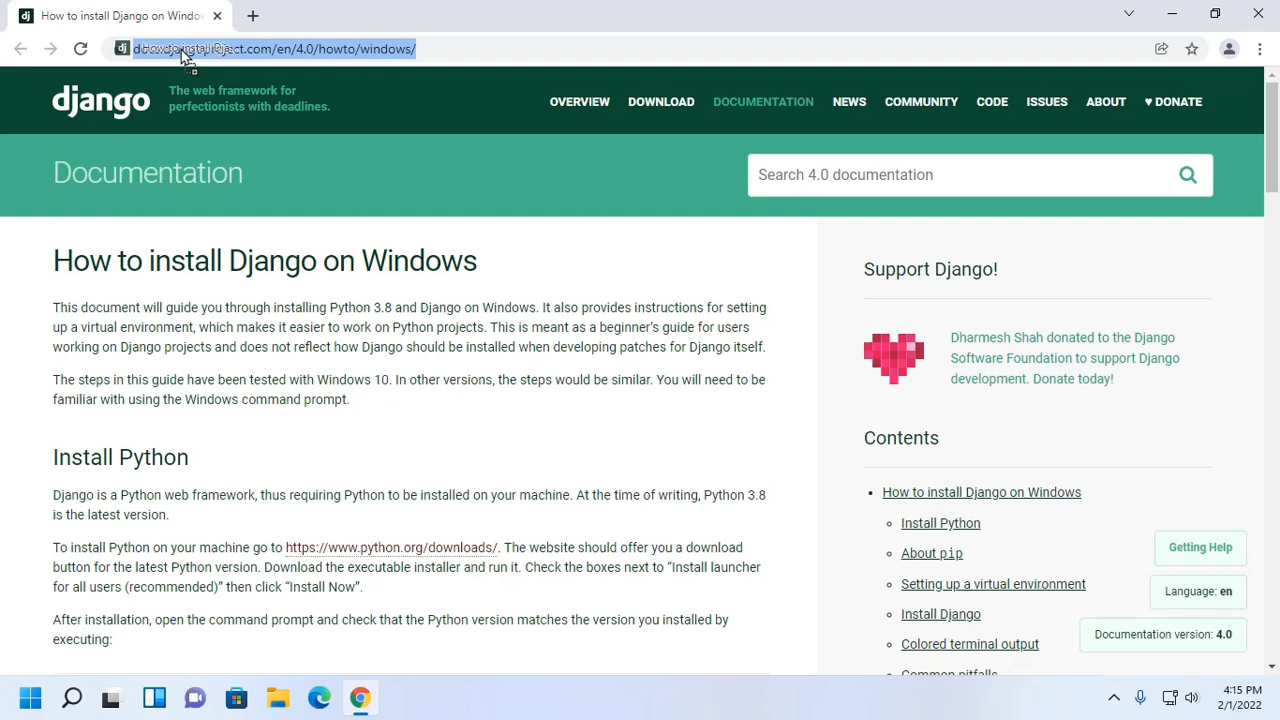 How to install Django on Windo
docs.djangoproject.com/en/4.0/howto/windows/
How to install Dja
django
The web framework for
perfectionists with deadlines.
OVERVIEW DOWNLOAD DOCUMENTATION NEWS COMMUNITY CODE ISSUES ABOUT ♥ DONATE
Documentation
Search 4.0 documentation
How to install Django on Windows
This document will guide you through installing Python 3.8 and Django on Windows. It also provides instructions for setting
up a virtual environment, which makes it easier to work on Python projects. This is meant as a beginner's guide for users
working on Django projects and does not reflect how Django should be installed when developing patches for Django itself.
The steps in this guide have been tested with Windows 10. In other versions, the steps would be similar. You will need to be
familiar with using the Windows command prompt.
Install Python
Django is a Python web framework, thus requiring Python to be installed on your machine. At the time of writing, Python 3.8
is the latest version.
To install Python on your machine go to https://www.python.org/downloads/. The website should offer you a download
button for the latest Python version. Download the executable installer and run it. Check the boxes next to “Install launcher
for all users (recommended)” then click “Install Now”.
After installation, open the command prompt and check that the Python version matches the version you installed by
executing:
Support Django!
Dharmesh Shah donated to the Django
Software Foundation to support Django
development. Donate today!
Contents
How to install Django on Windows
Install Python
About pip
Setting up a virtual environment
Install Django
Colored terminal output
Common pitfalls
Getting Help
Language: en
Documentation version: 4.0
4:15 PM
2/1/2022